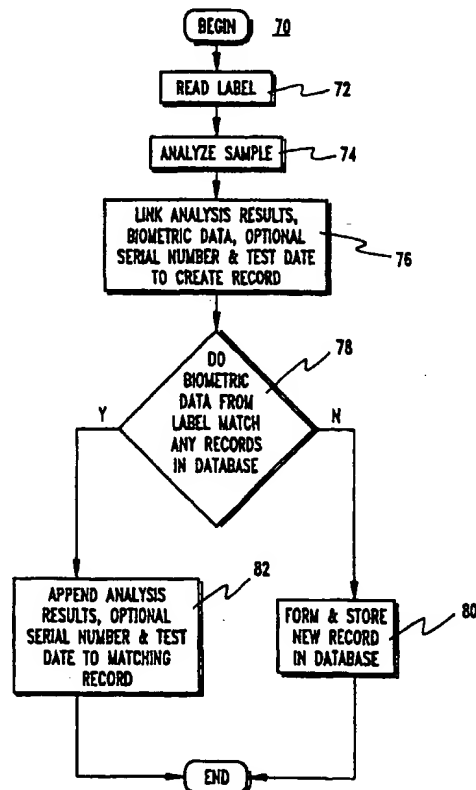 BEGIN 70
READ LABEL 72
ANALYZE SAMPLE 74
LINK ANALYSIS RESULTS,
BIOMETRIC DATA, OPTIONAL
SERIAL NUMBER & TEST DATE
TO CREATE RECORD
76
78
DO
BIOMETRIC
DATA FROM
LABEL MATCH
ANY RECORDS
IN DATABASE
Y
N
82
APPEND ANALYSIS
RESULTS, OPTIONAL
SERIAL NUMBER & TEST
DATE TO MATCHING
RECORD
80
FORM & STORE
NEW RECORD
IN DATABASE
END